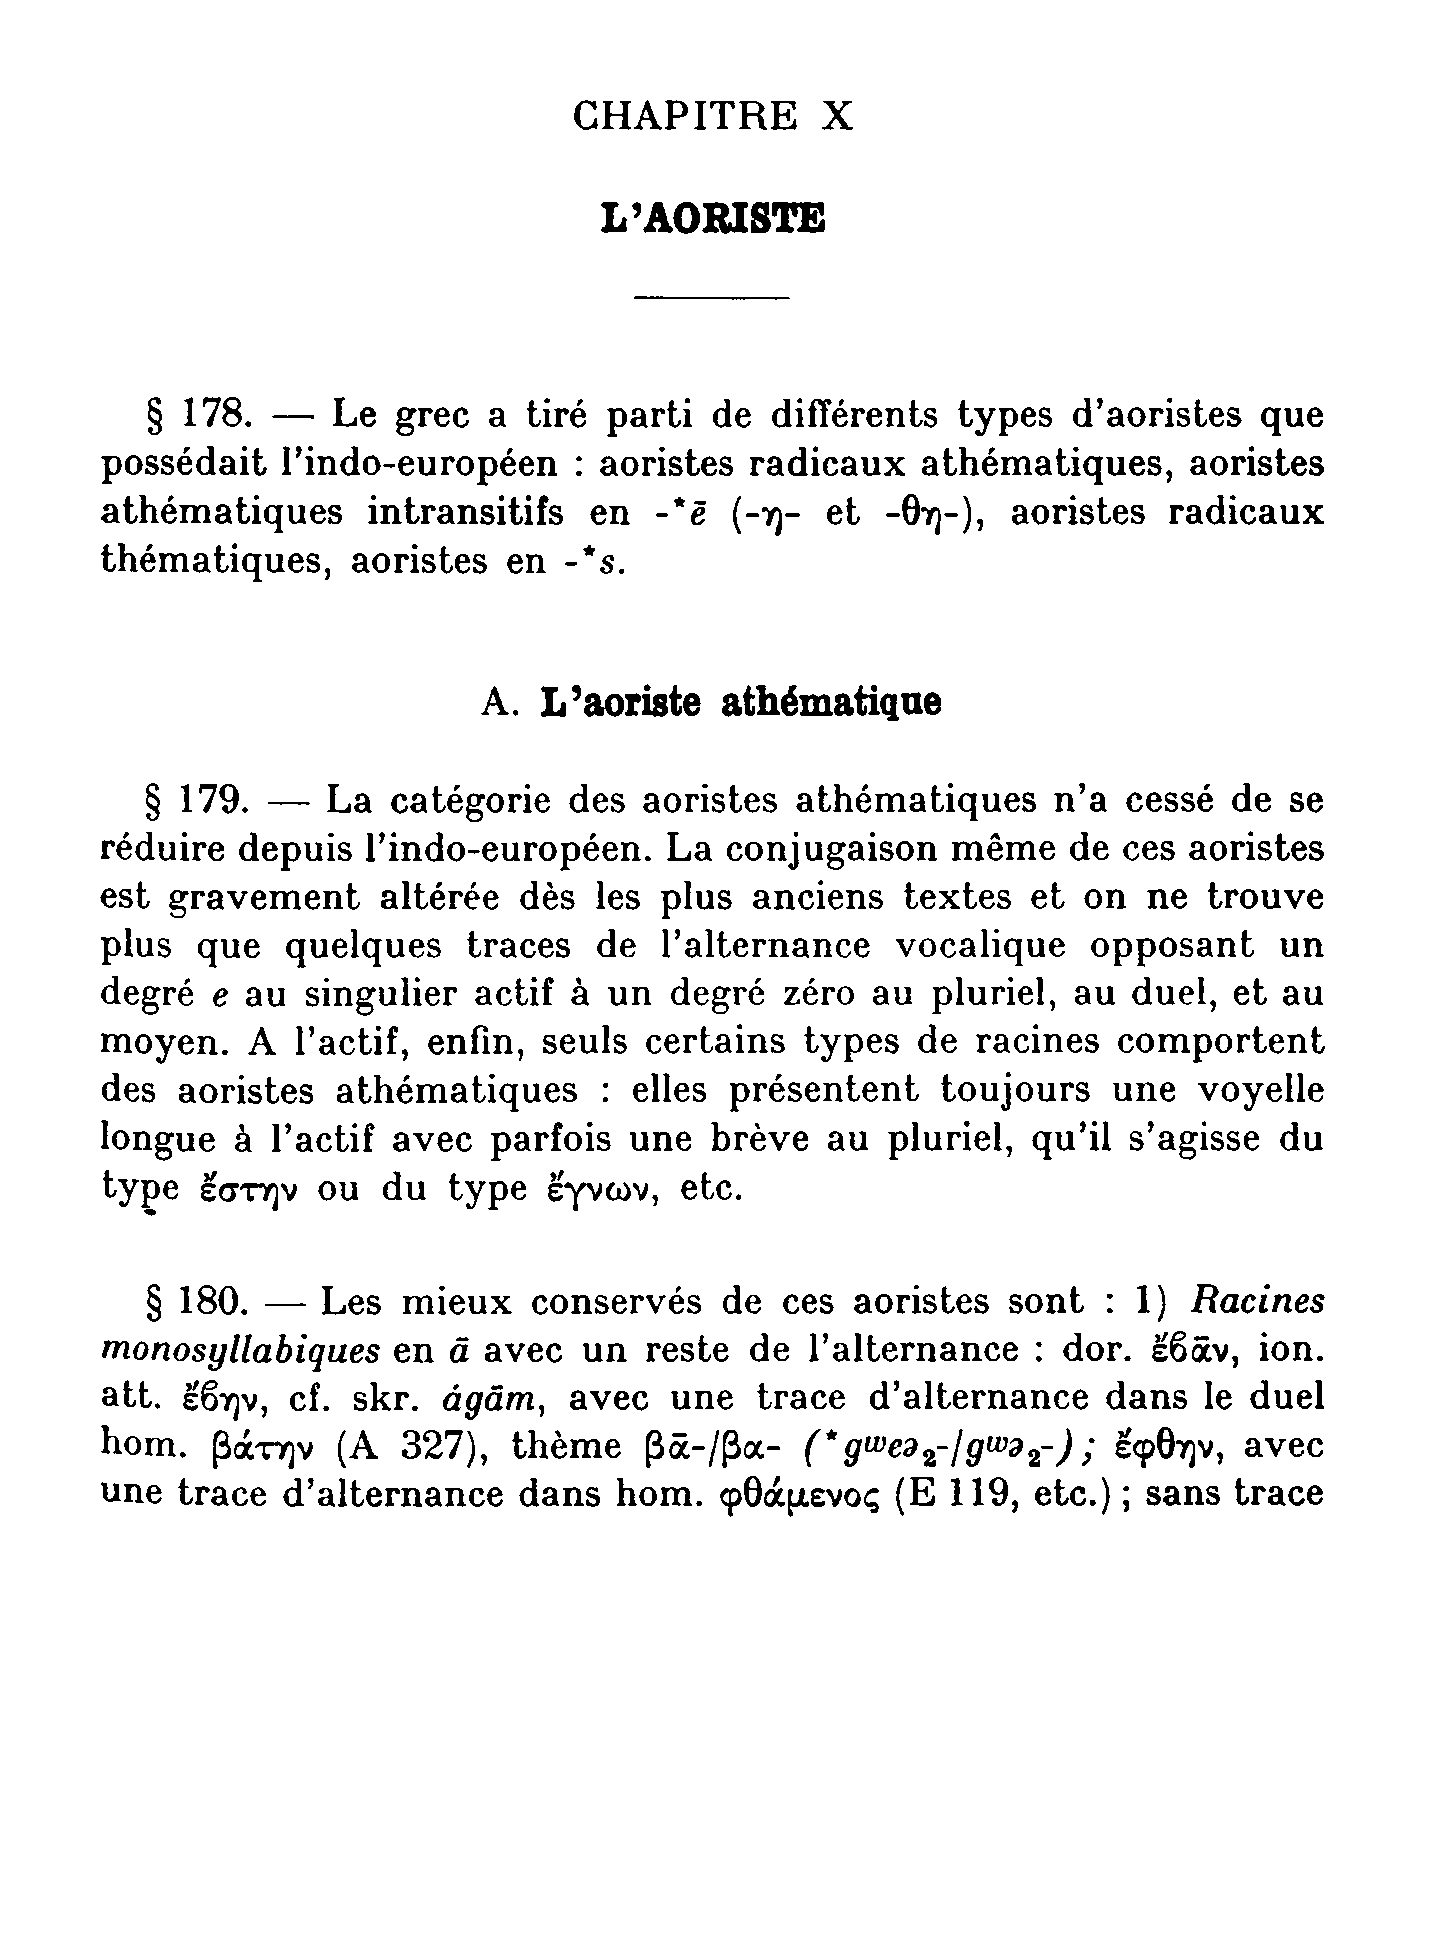 CHAPITRE X
L’AORISTE
§ 178. — Le grec a tiré parti de différents types d’aoristes que
possédait l’indo-européen : aoristes radicaux athématiques, aoristes
athématiques intransitifs en -*ē (-η- et -θη-), aoristes radicaux
thématiques, aoristes en -*s.
A. L’aoriste athématique
§ 179. — La catégorie des aoristes athématiques n’a cessé de se
réduire depuis l’indo-européen. La conjugaison même de ces aoristes
est gravement altérée dès les plus anciens textes et on ne trouve
plus que quelques traces de l’alternance vocalique opposant un
degré e au singulier actif à un degré zéro au pluriel, au duel, et au
moyen. A l’actif, enfin, seuls certains types de racines comportent
des aoristes athématiques : elles présentent toujours une voyelle
longue à l’actif avec parfois une brève au pluriel, qu’il s’agisse du
type ἔστην ou du type ἔγνων, etc.
§ 180. — Les mieux conservés de ces aoristes sont : 1) Racines
monosyllabiques en ā avec un reste de l’alternance : dor. ἔϐᾱν, ion.
att. ἔϐην, cf. skr. ágām, avec une trace d’alternance dans le duel
hom. βάτην (A 327), thème βᾱ-/βα- (*gʷeə₂-/gʷə₂-) ; ἔφθην, avec
une trace d’alternance dans hom. φθάμενος (E 119, etc.) ; sans trace